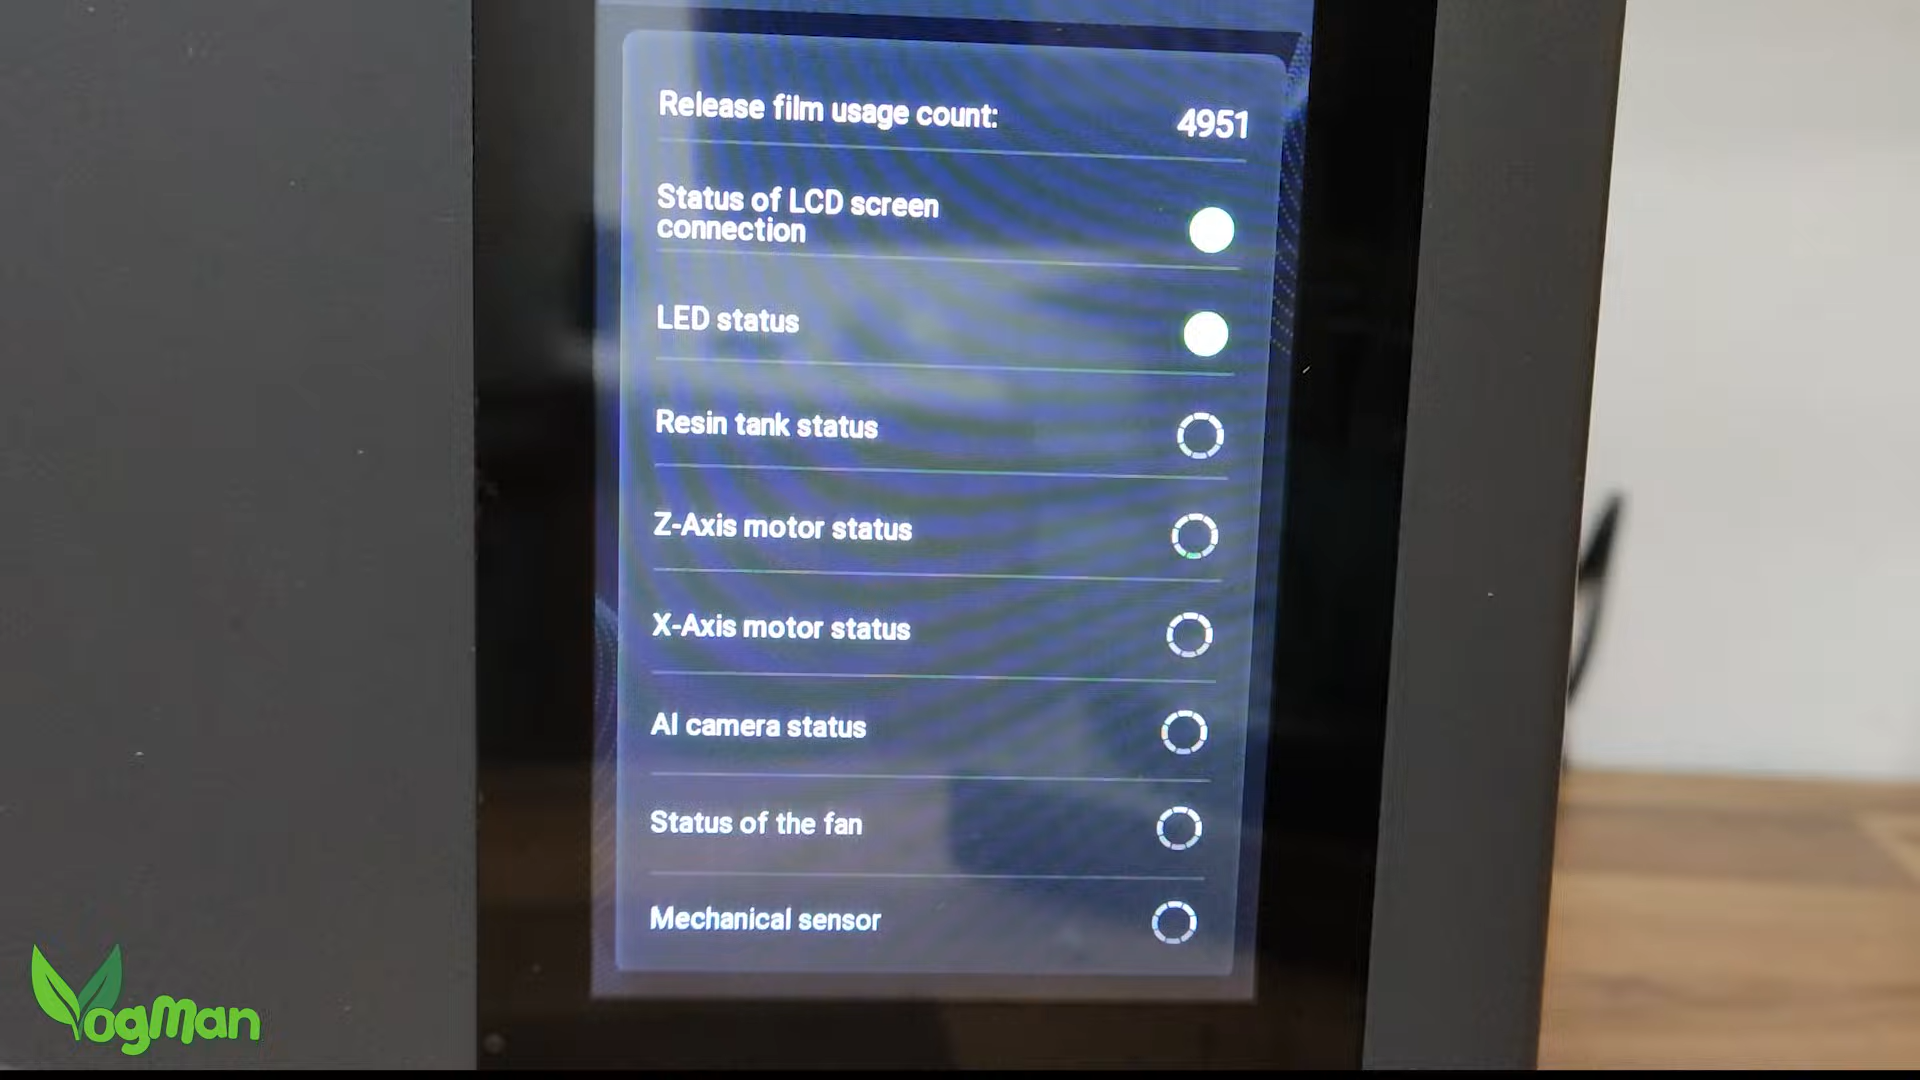 Release film usage count: 4951
Status of LCD screen
connection
LED status
Resin tank status
Z-Axis motor status
X-Axis motor status
AI camera status
Status of the fan
Mechanical sensor
VogMan